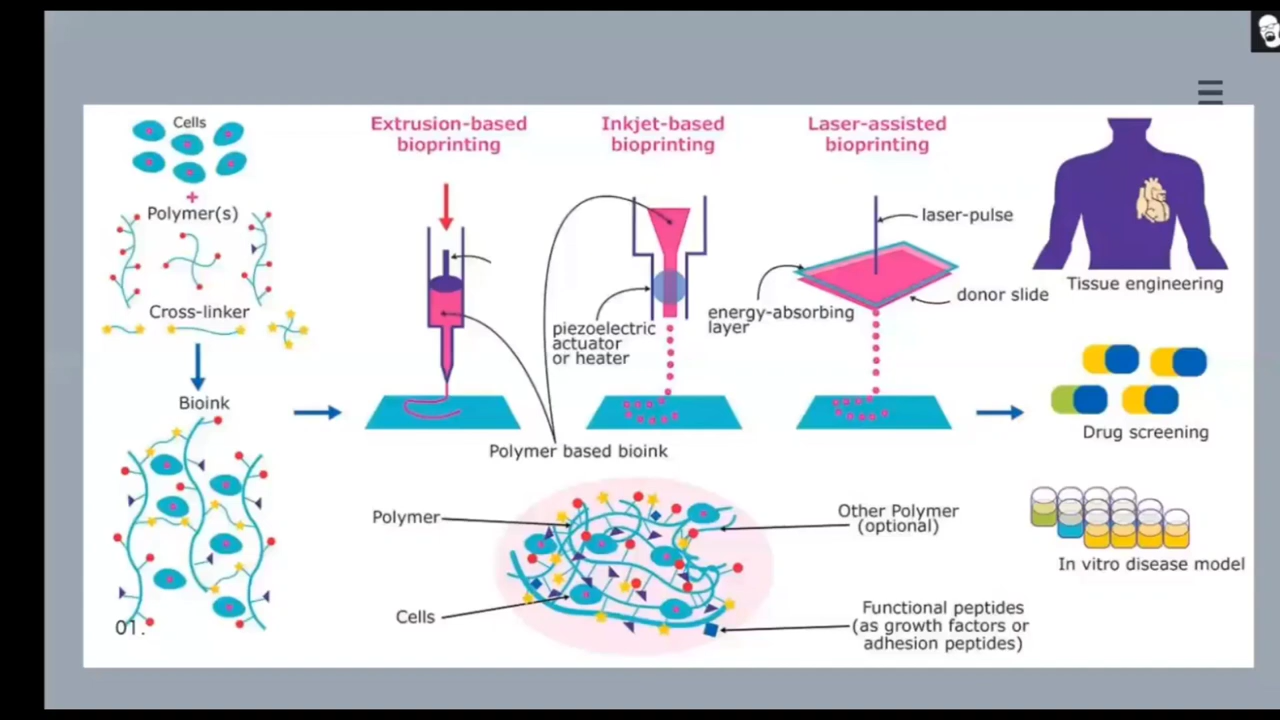 Cells
Polymer(s)
Cross-linker
Bioink
01.
Extrusion-based
bioprinting
Inkjet-based
bioprinting
Laser-assisted
bioprinting
piezoelectric
actuator
or heater
laser-pulse
energy-absorbing
layer
donor slide
Polymer based bioink
Polymer
Cells
Other Polymer
(optional)
Functional peptides
(as growth factors or
adhesion peptides)
Tissue engineering
Drug screening
In vitro disease model